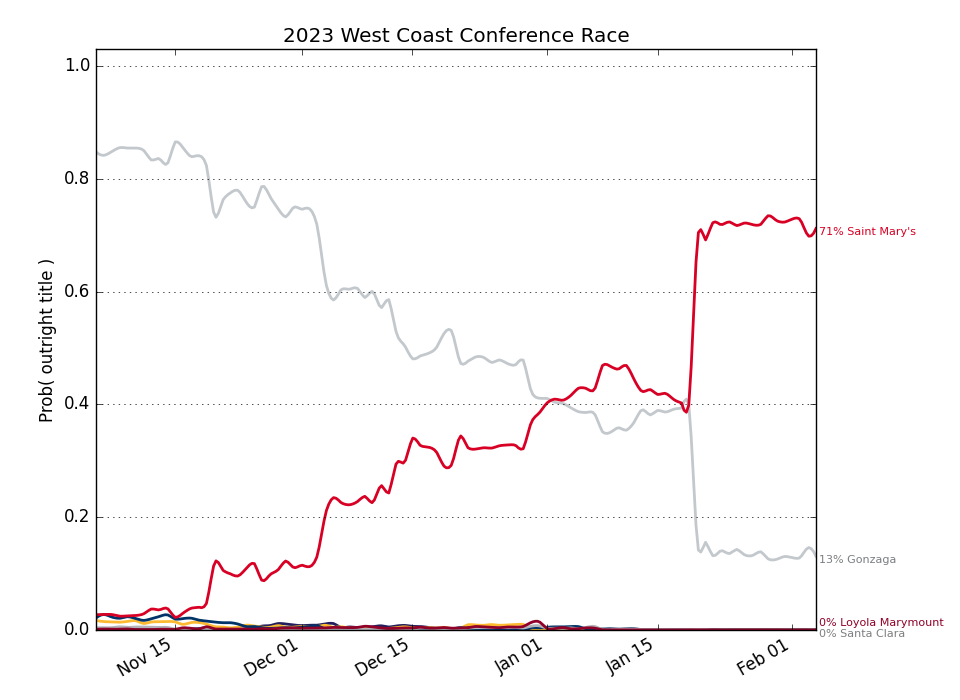 2023 West Coast Conference Race
1.0
0.8
0.6
0.4
0.2
0.0
Prob( outright title )
71% Saint Mary's
13% Gonzaga
0% Loyola Marymount
0% Santa Clara
Nov 15
Dec 01
Dec 15
Jan 01
Jan 15
Feb 01